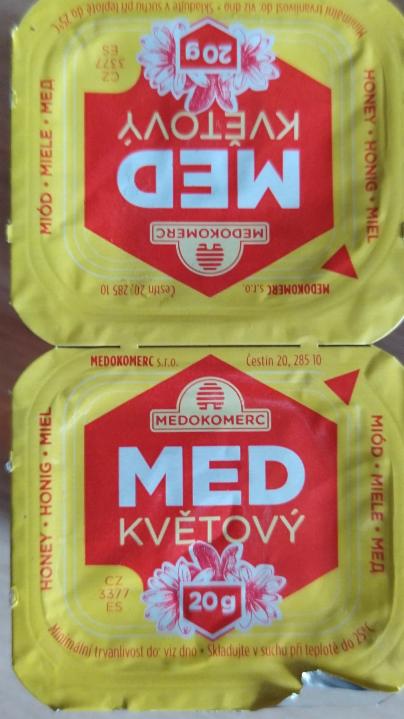 Minimální trvanlivost do: viz dno • Skladujte v suchu při teplotě do 25°C
20 g
CZ
3377
ES
KVĚTOVÝ
MED
MEDOKOMERC
MIÓD • MIELE • МЕД
HONEY • HONIG • MIEL
MEDOKOMERC s.r.o.
Čestín 20, 285 10
MEDOKOMERC s.r.o.
Čestín 20, 285 10
MEDOKOMERC
MED
KVĚTOVÝ
HONEY • HONIG • MIEL
MIÓD • MIELE • МЕД
CZ
3377
ES
20 g
Minimální trvanlivost do: viz dno • Skladujte v suchu při teplotě do 25°C